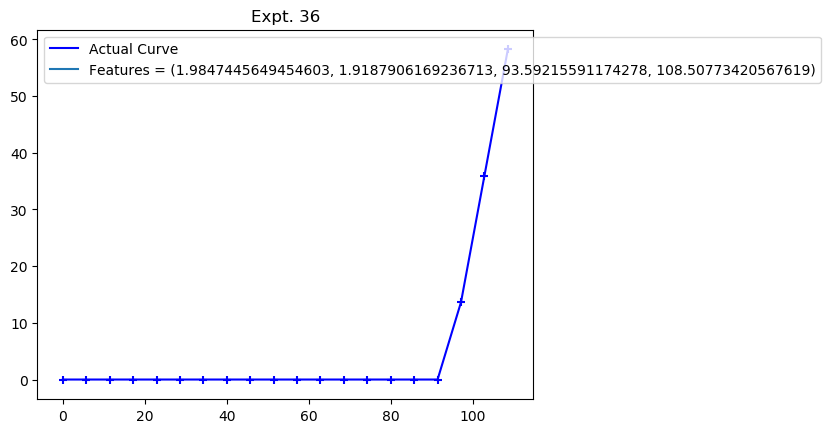 Expt. 36
60
Actual Curve
Features = (1.9847445649454603, 1.9187906169236713, 93.59215591174278, 108.50773420567619)
50
40
30
20
10
0
0 20 40 60 80 100